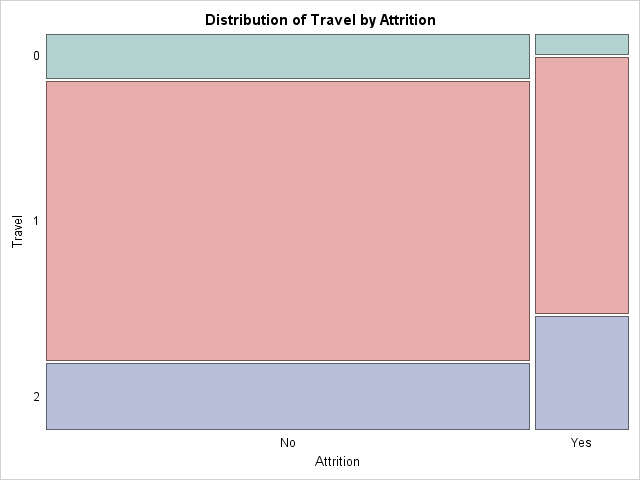 Distribution of Travel by Attrition
0
1
2
Travel
No
Yes
Attrition